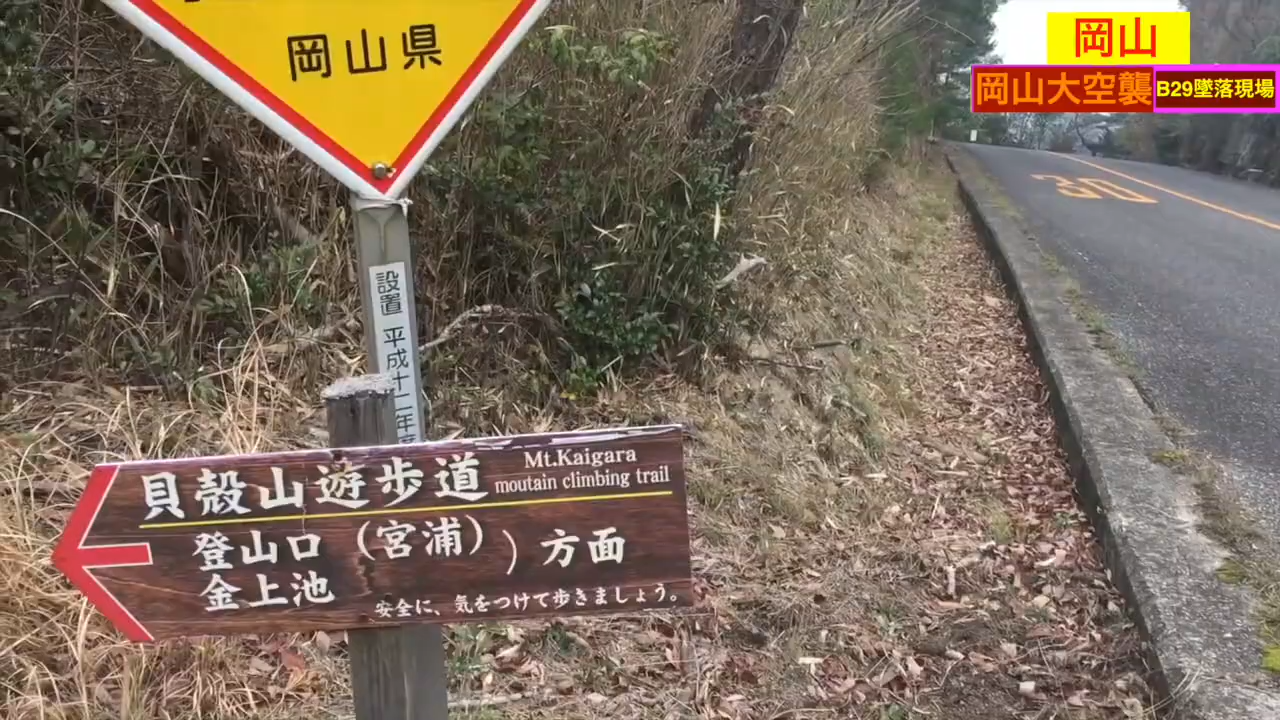 岡山県
岡山
岡山大空襲
B29墜落現場
30
設置 平成十二年
貝殻山遊歩道
Mt.Kaigara
moutain climbing trail
登山口(宮浦)
金上池
) 方面
安全に、気をつけて歩きましょう。